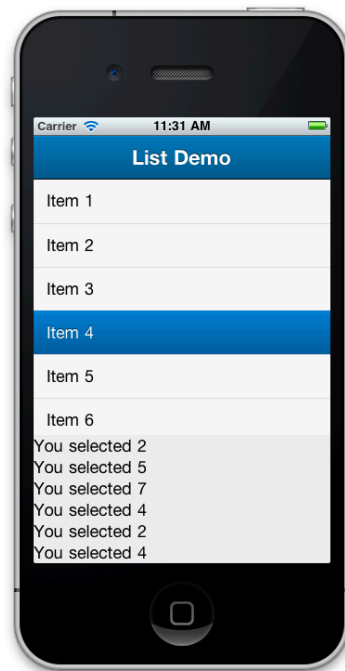 Carrier 11:31 AM
List Demo
Item 1
Item 2
Item 3
Item 4
Item 5
Item 6
You selected 2
You selected 5
You selected 7
You selected 4
You selected 2
You selected 4